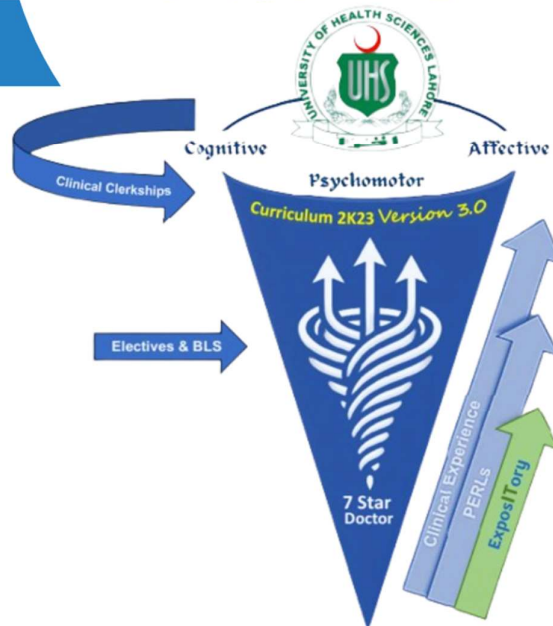 UNIVERSITY OF HEALTH SCIENCES LAHORE
UHS
Cognitive
Affective
Psychomotor
Clinical Clerkships
Curriculum 2K23 Version 3.0
Electives & BLS
7 Star
Doctor
Clinical Experience
PERLs
ExposITory